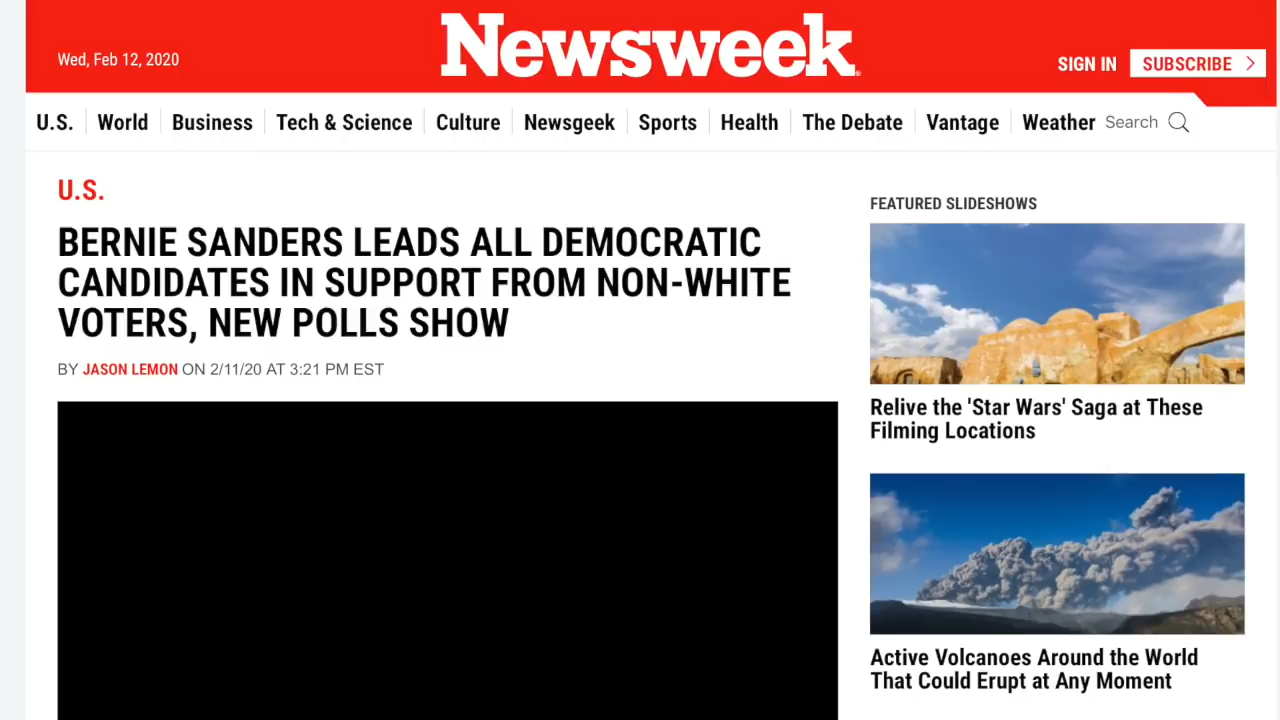 Wed, Feb 12, 2020
Newsweek
SIGN IN
SUBSCRIBE
U.S. World Business Tech & Science Culture Newsgeek Sports Health The Debate Vantage Weather Search
U.S.
BERNIE SANDERS LEADS ALL DEMOCRATIC
CANDIDATES IN SUPPORT FROM NON-WHITE
VOTERS, NEW POLLS SHOW
BY JASON LEMON ON 2/11/20 AT 3:21 PM EST
FEATURED SLIDESHOWS
Relive the 'Star Wars' Saga at These
Filming Locations
Active Volcanoes Around the World
That Could Erupt at Any Moment